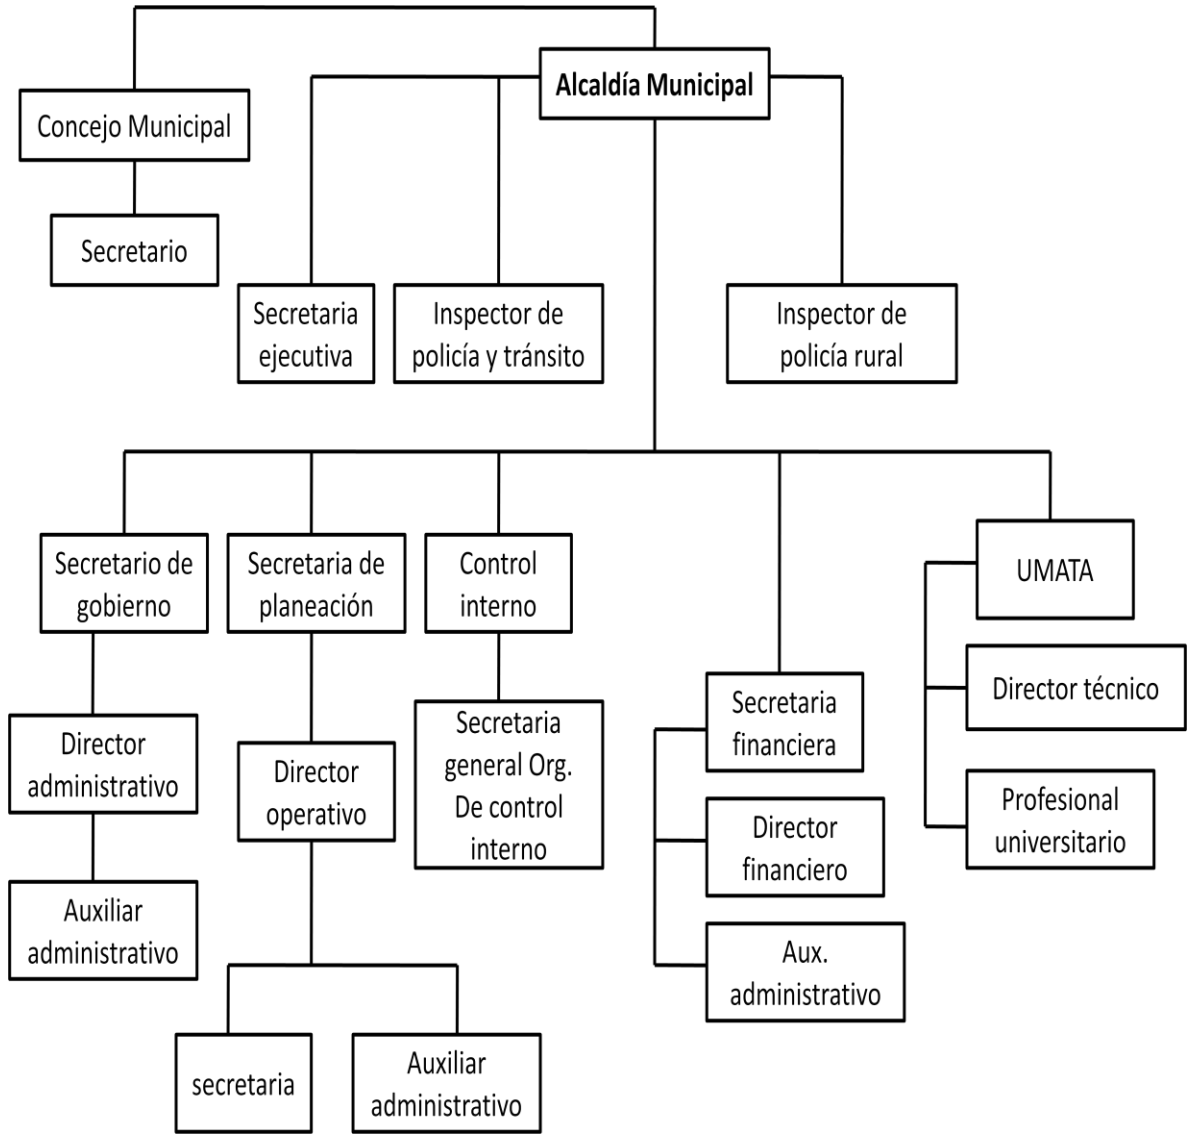 Alcaldía Municipal
Concejo Municipal
Secretario
Secretaria
ejecutiva
Inspector de
policía y tránsito
Inspector de
policía rural
Secretario de
gobierno
Secretaria de
planeación
Control
interno
UMATA
Director
administrativo
Director
operativo
Secretaria
general Org.
De control
interno
Secretaria
financiera
Director técnico
Director
financiero
Profesional
universitario
Auxiliar
administrativo
Aux.
administrativo
secretaria
Auxiliar
administrativo